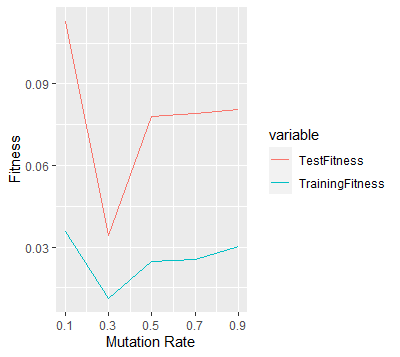 Fitness
0.09
0.06
0.03
0.1 0.3 0.5 0.7 0.9
Mutation Rate
variable
TestFitness
TrainingFitness